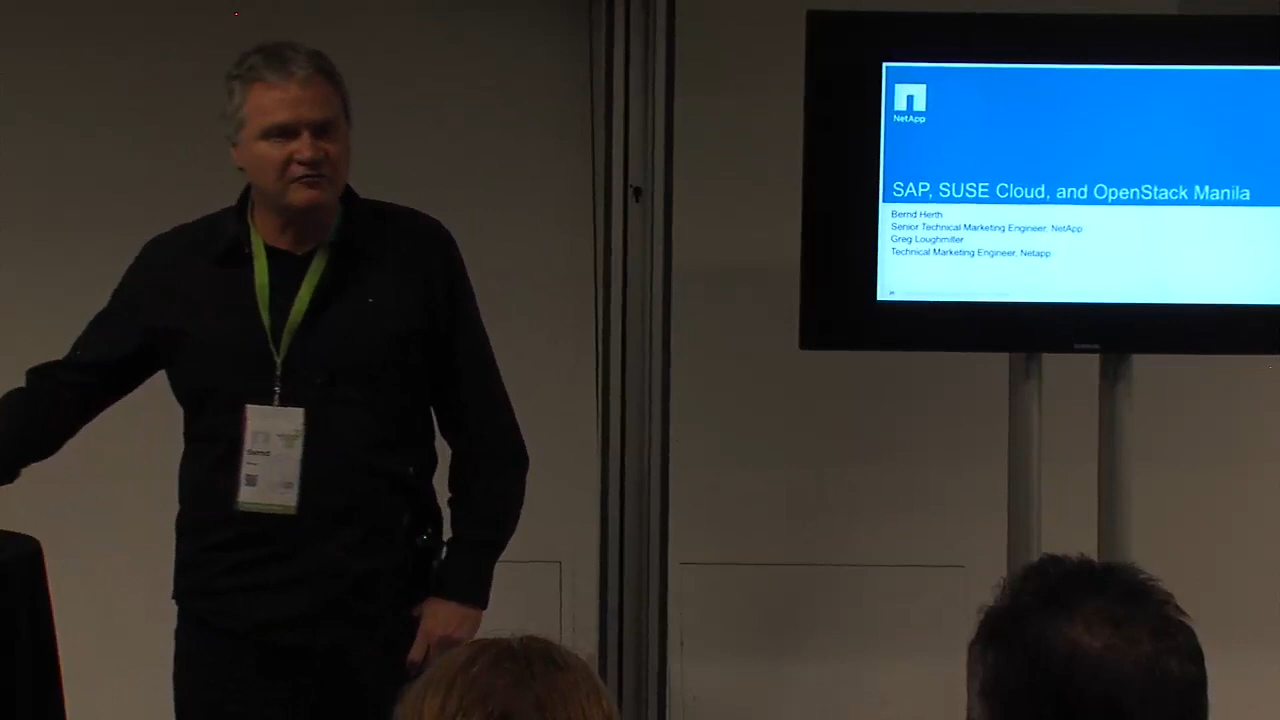 NetApp
SAP, SUSE Cloud, and OpenStack Manila
Bernd Herth
Senior Technical Marketing Engineer, NetApp
Greg Loughmiller
Technical Marketing Engineer, Netapp
Bernd